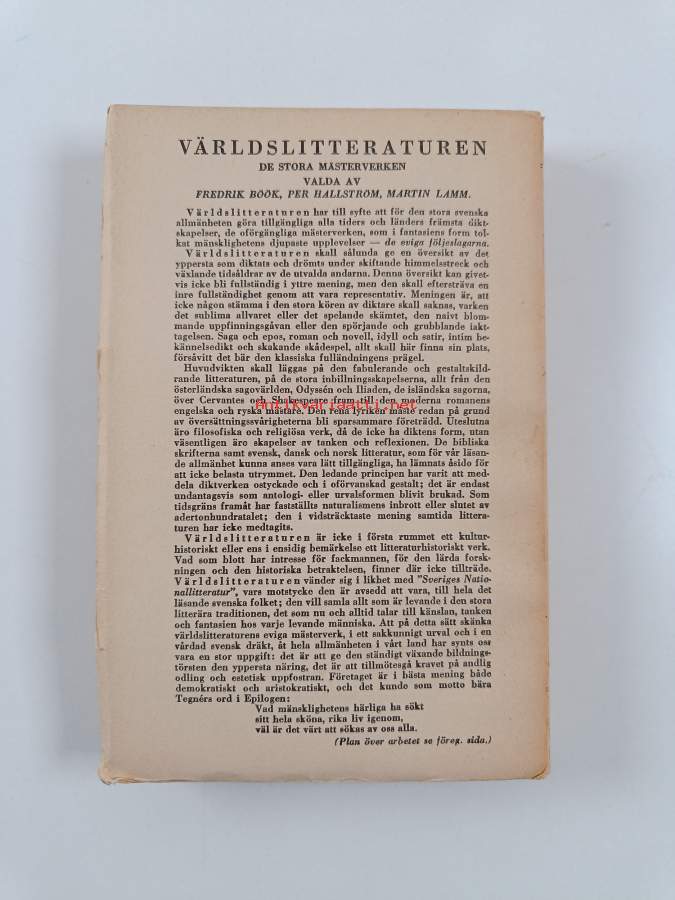 VÄRLDSLITTERATUREN
DE STORA MÄSTERVERKEN
VALDA AV
FREDRIK BÖÖK, PER HALLSTRÖM, MARTIN LAMM.
Världslitteraturen har till syfte att för den stora svenska
allmänheten göra tillgängliga alla tiders och länders främsta dikt-
skapelser, de oförgängliga mästerverken, som i fantasiens form tol-
kat mänsklighetens djupaste upplevelser — de eviga följeslagarna.
Världslitteraturen skall sålunda ge en översikt av det
yppersta som diktats och drömts under skiftande himmelsstreck och
växlande tidsåldrar av de utvalda andarna. Denna översikt kan givet-
vis icke bli fullständig i yttre mening, men den skall eftersträva en
inre fullständighet genom att vara representativ. Meningen är, att
icke någon stämma i den stora kören av diktare skall saknas, varken
det sublima allvaret eller det spelande skämtet, den naivt blom-
mande uppfinningsgåvan eller den spörjande och grubblande iakt-
tagelsen. Saga och epos, roman och novell, idyll och satir, intim be-
kännelsedikt och skakande skådespel, allt skall här finna sin plats,
försåvitt det bär den klassiska fulländningens prägel.
Huvudvikten skall läggas på den fabulerande och gestaltskild-
rande litteraturen, på de stora inbillningsskapelserna, allt från den
österländska sagovärlden, Odyssén och Iliaden, de isländska sagorna,
över Cervantes och Shakespeare fram till den moderna romanens
antikvariaatti.net
engelska och ryska mästare. Den rena lyriken måste redan på grund
av översättningssvårigheterna bli sparsammare företrädd. Uteslutna
äro filosofiska och religiösa verk, då de icke ha diktens form, utan
väsentligen äro skapelser av tanken och reflexionen. De bibliska
skrifterna samt svensk, dansk och norsk litteratur, som för vår läsan-
de allmänhet kunna anses vara lätt tillgängliga, ha lämnats åsido för
att icke belasta utrymmet. Den ledande principen har varit att med-
dela diktverken ostyckade och i oförvanskad gestalt; det är endast
undantagsvis som antologi- eller urvalsformen blivit brukad. Som
tidsgräns framåt har fastställts naturalismens inbrott eller slutet av
adertonhundratalet; den i vidsträcktaste mening samtida littera-
turen har icke medtagits.
Världslitteraturen är icke i första rummet ett kultur-
historiskt eller ens i ensidig bemärkelse ett litteraturhistoriskt verk.
Vad som blott har intresse för fackmannen, för den lärda forsk-
ningen och den historiska betraktelsen, finner där icke tillträde.
Världslitteraturen vänder sig i likhet med "Sveriges Natio-
nallitteratur", vars motstycke den är avsedd att vara, till hela det
läsande svenska folket; den vill samla allt som är levande i den stora
litterära traditionen, det som nu och alltid talar till känslan, tanken
och fantasien hos varje levande människa. Att på detta sätt skänka
världslitteraturens eviga mästerverk, i ett sakkunnigt urval och i en
vårdad svensk dräkt, åt hela allmänheten i vårt land har synts oss
vara en stor uppgift: det är att ge den ständigt växande bildnings-
törsten den yppersta näring, det är att tillmötesgå kravet på andlig
odling och estetisk uppfostran. Företaget är i bästa mening både
demokratiskt och aristokratiskt, och det kunde som motto bära
Tegnérs ord i Epilogen:
Vad mänsklighetens härliga ha sökt
sitt hela sköna, rika liv igenom,
väl är det värt att sökas av oss alla.
(Plan över arbetet se föreg. sida.)